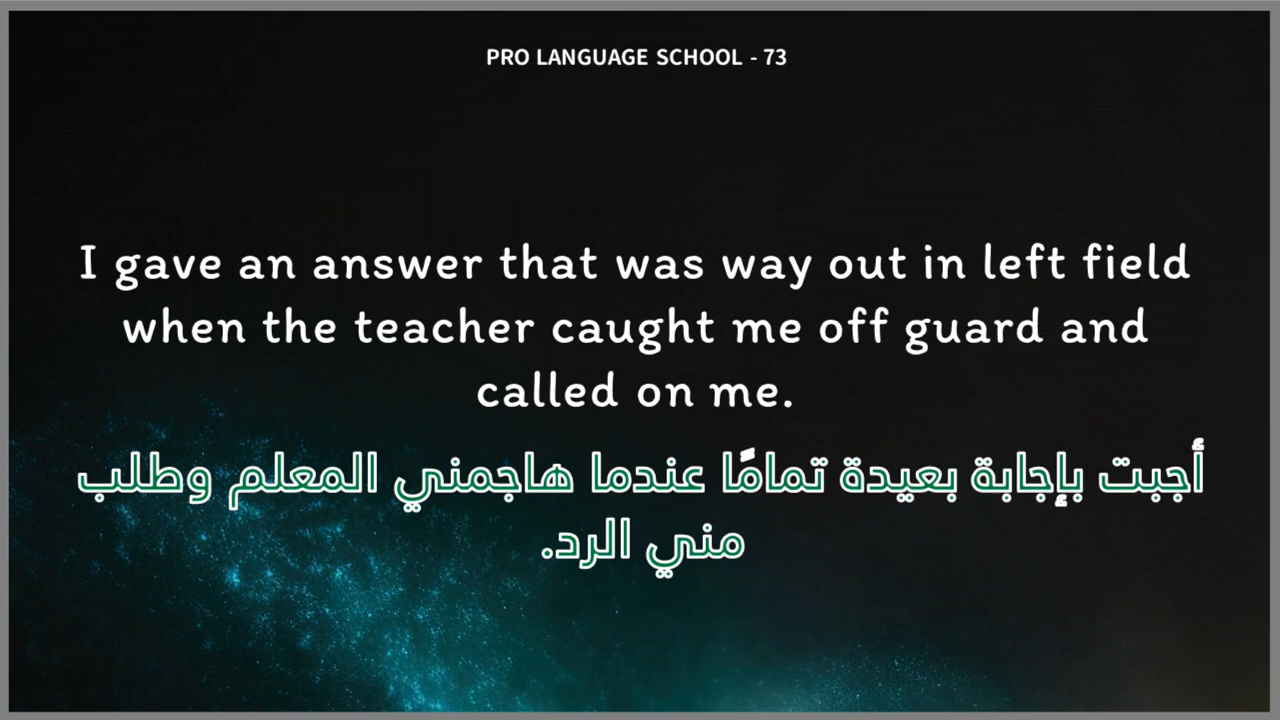 PRO LANGUAGE SCHOOL - 73
I gave an answer that was way out in left field
when the teacher caught me off guard and
called on me.
أجبت بإجابة بعيدة تمامًا عندما هاجمني المعلم وطلب
مني الرد.